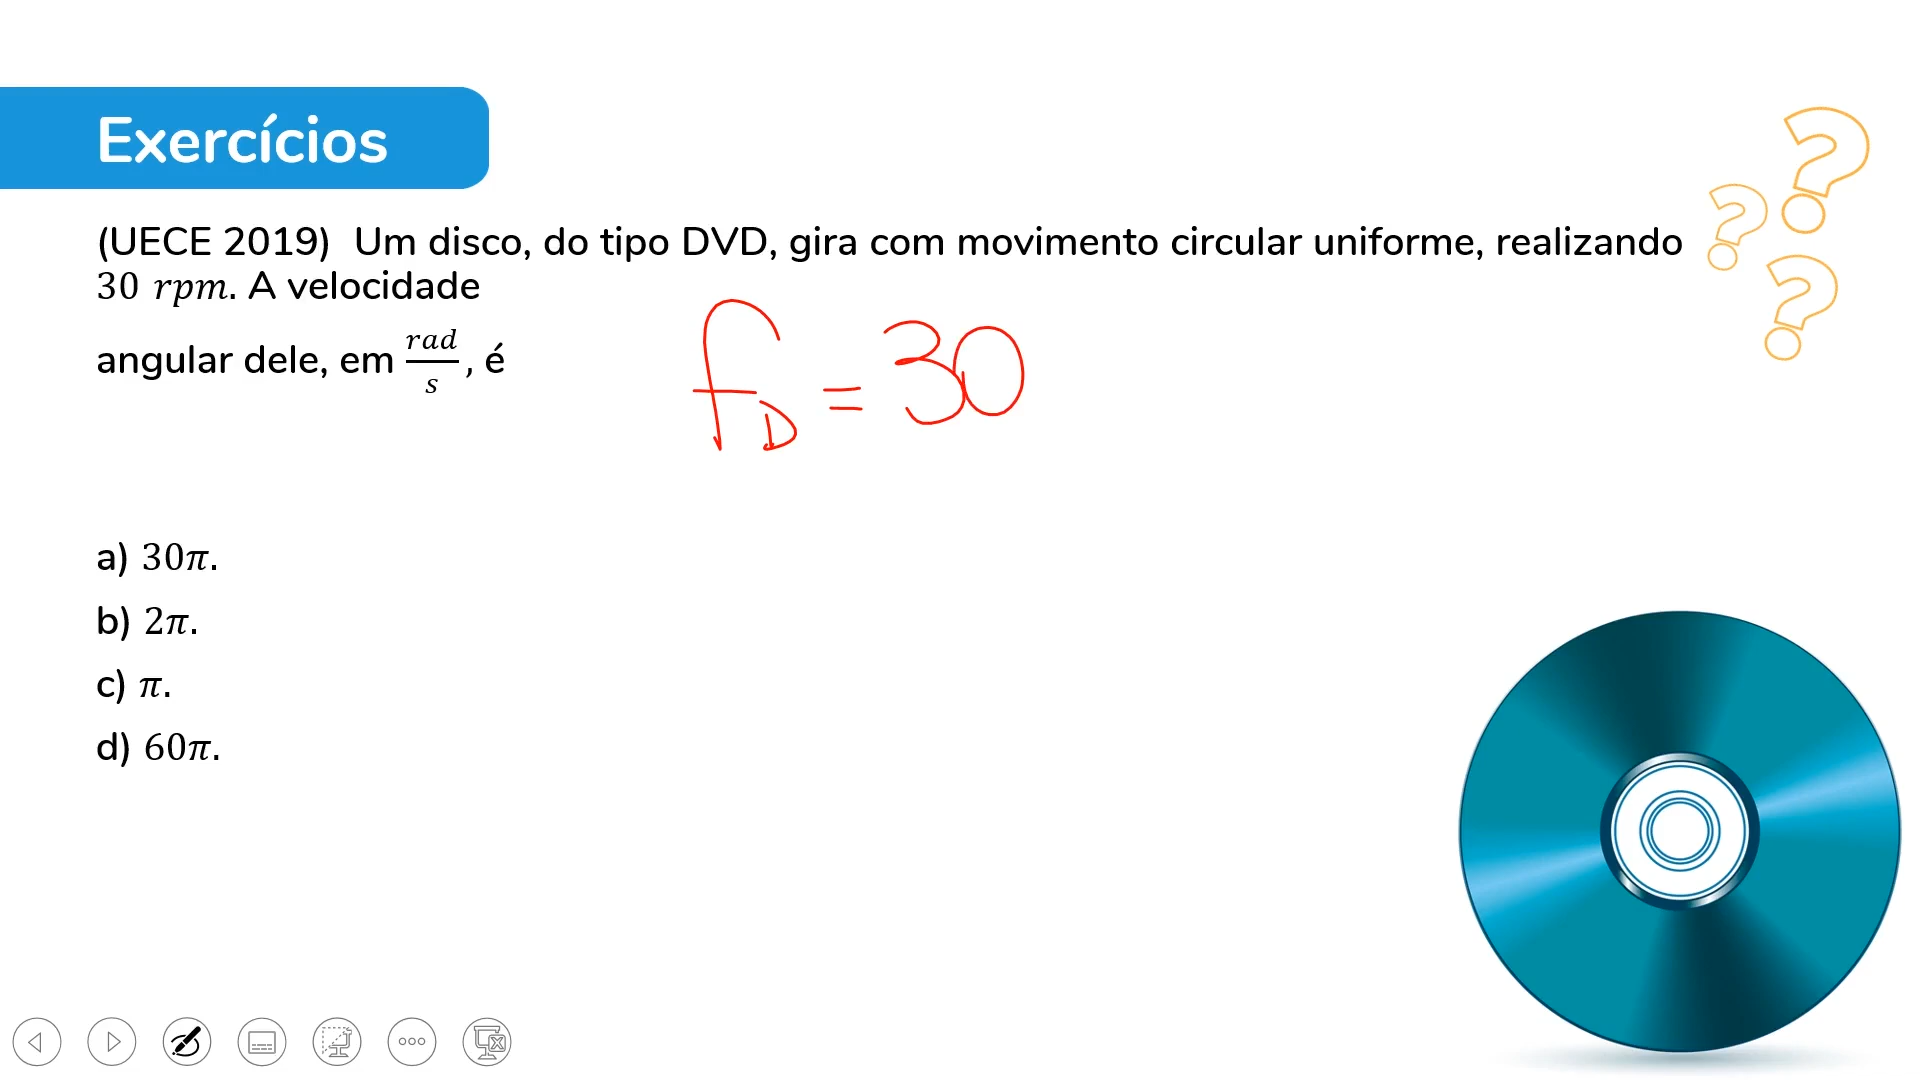 Exercícios
(UECE 2019) Um disco, do tipo DVD, gira com movimento circular uniforme, realizando
30 rpm. A velocidade
angular dele, em rad/s, é
f_D = 30
a) 30π.
b) 2π.
c) π.
d) 60π.